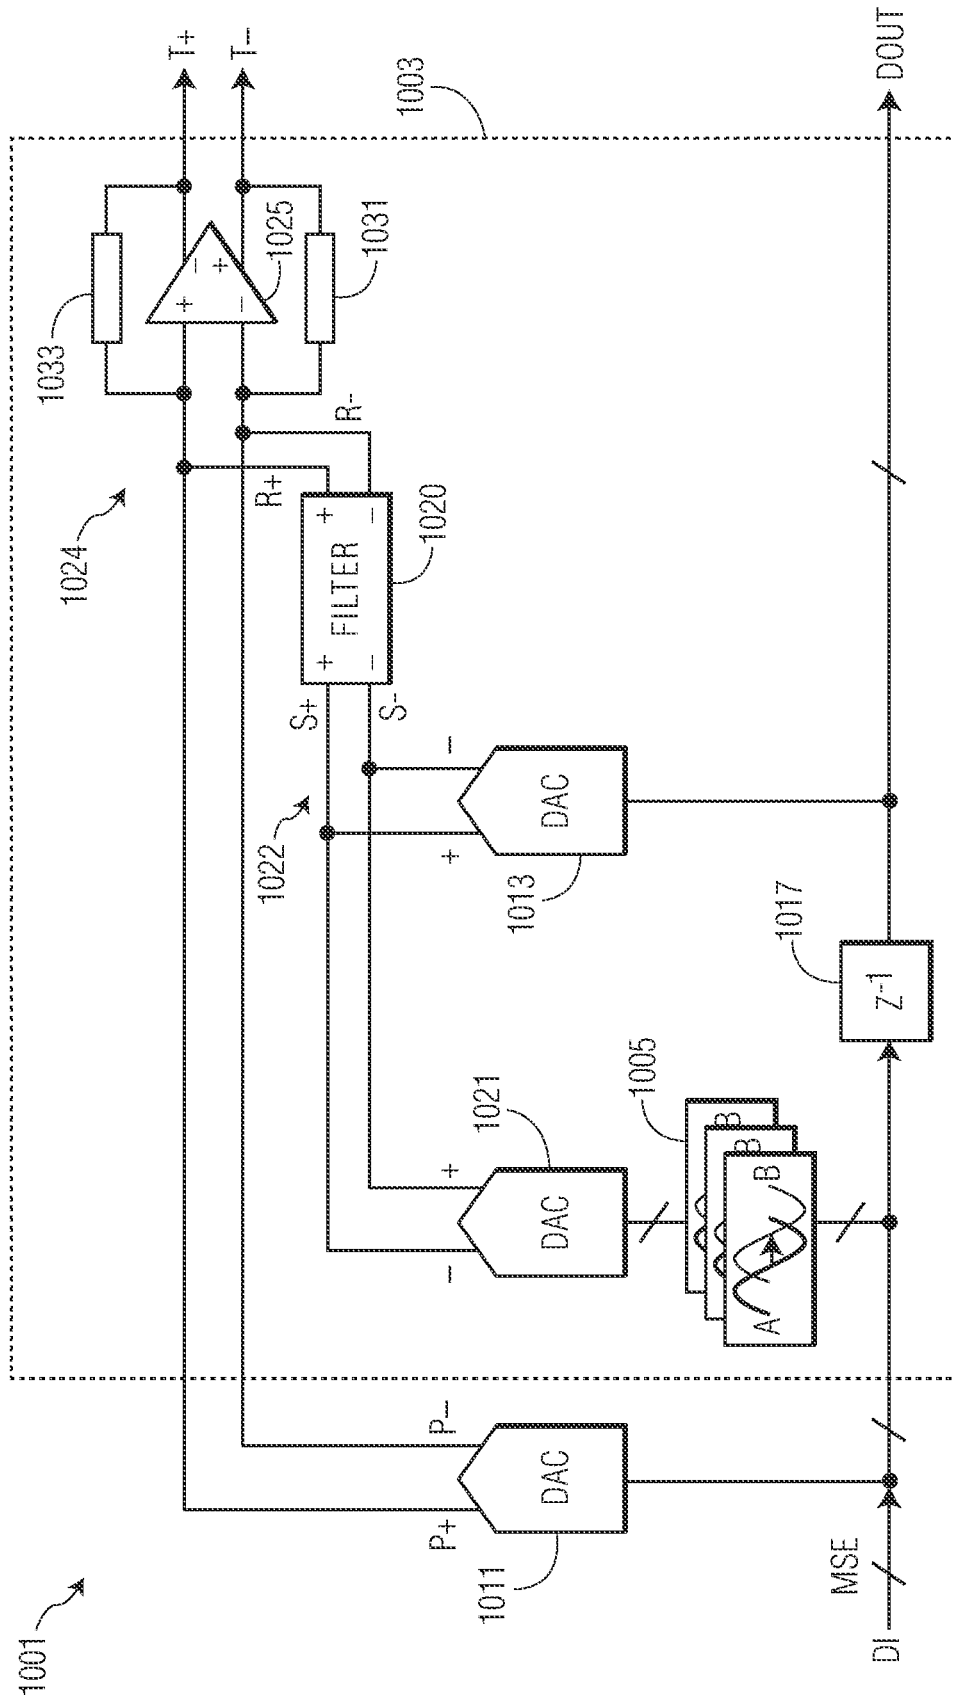 1001
DI
MSE
1011
DAC
P+
P−
1003
1005
A
B
B
B
1021
DAC
−
+
1017
Z-1
1013
DAC
+
−
1022
S+
S-
1020
FILTER
+
−
+
−
R+
R-
1024
1033
1025
+
−
−
+
1031
T+
T−
DOUT